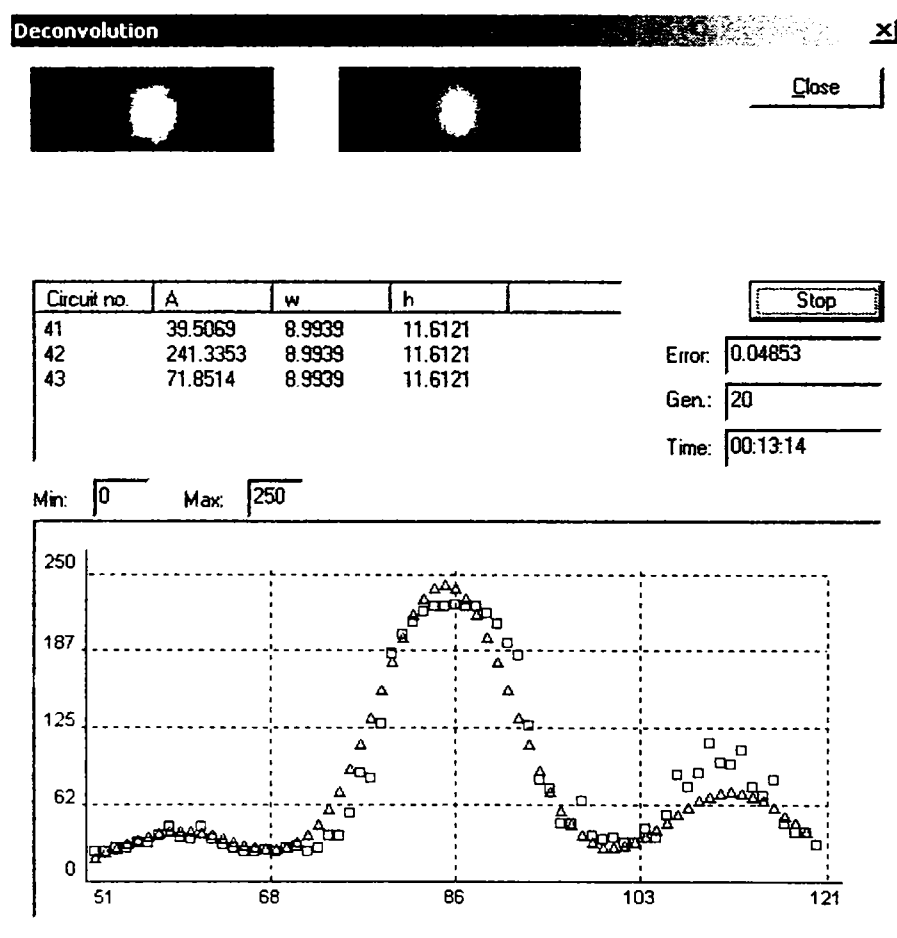 Deconvolution
Close
Circuit no. A w h
41 39.5069 8.9939 11.6121
42 241.3353 8.9939 11.6121
43 71.8514 8.9939 11.6121
Stop
Error: 0.04853
Gen.: 20
Time: 00:13:14
Min: 0 Max: 250
250
187
125
62
0
51 68 86 103 121